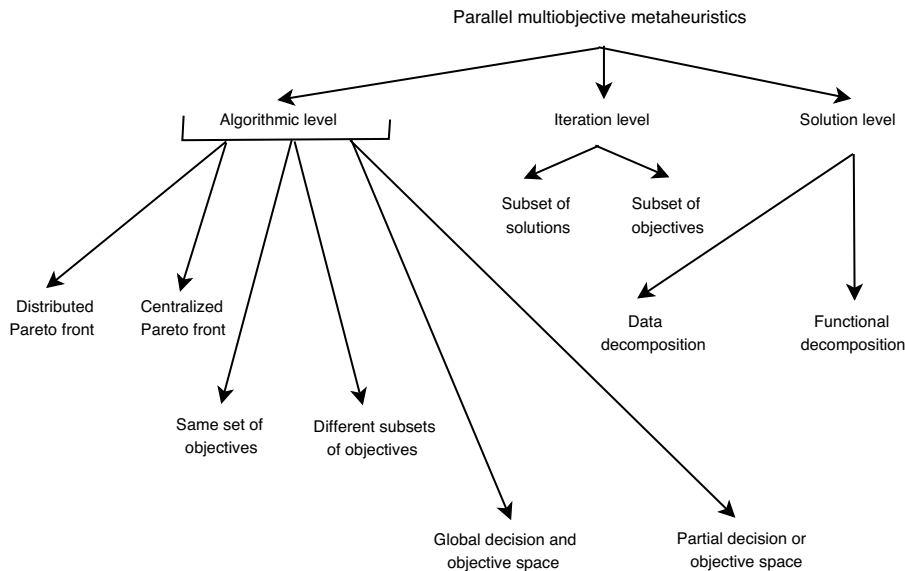 Parallel multiobjective metaheuristics
Algorithmic level
Iteration level
Solution level
Subset of
solutions
Subset of
objectives
Distributed
Pareto front
Centralized
Pareto front
Data
decomposition
Functional
decomposition
Same set of
objectives
Different subsets
of objectives
Global decision and
objective space
Partial decision or
objective space